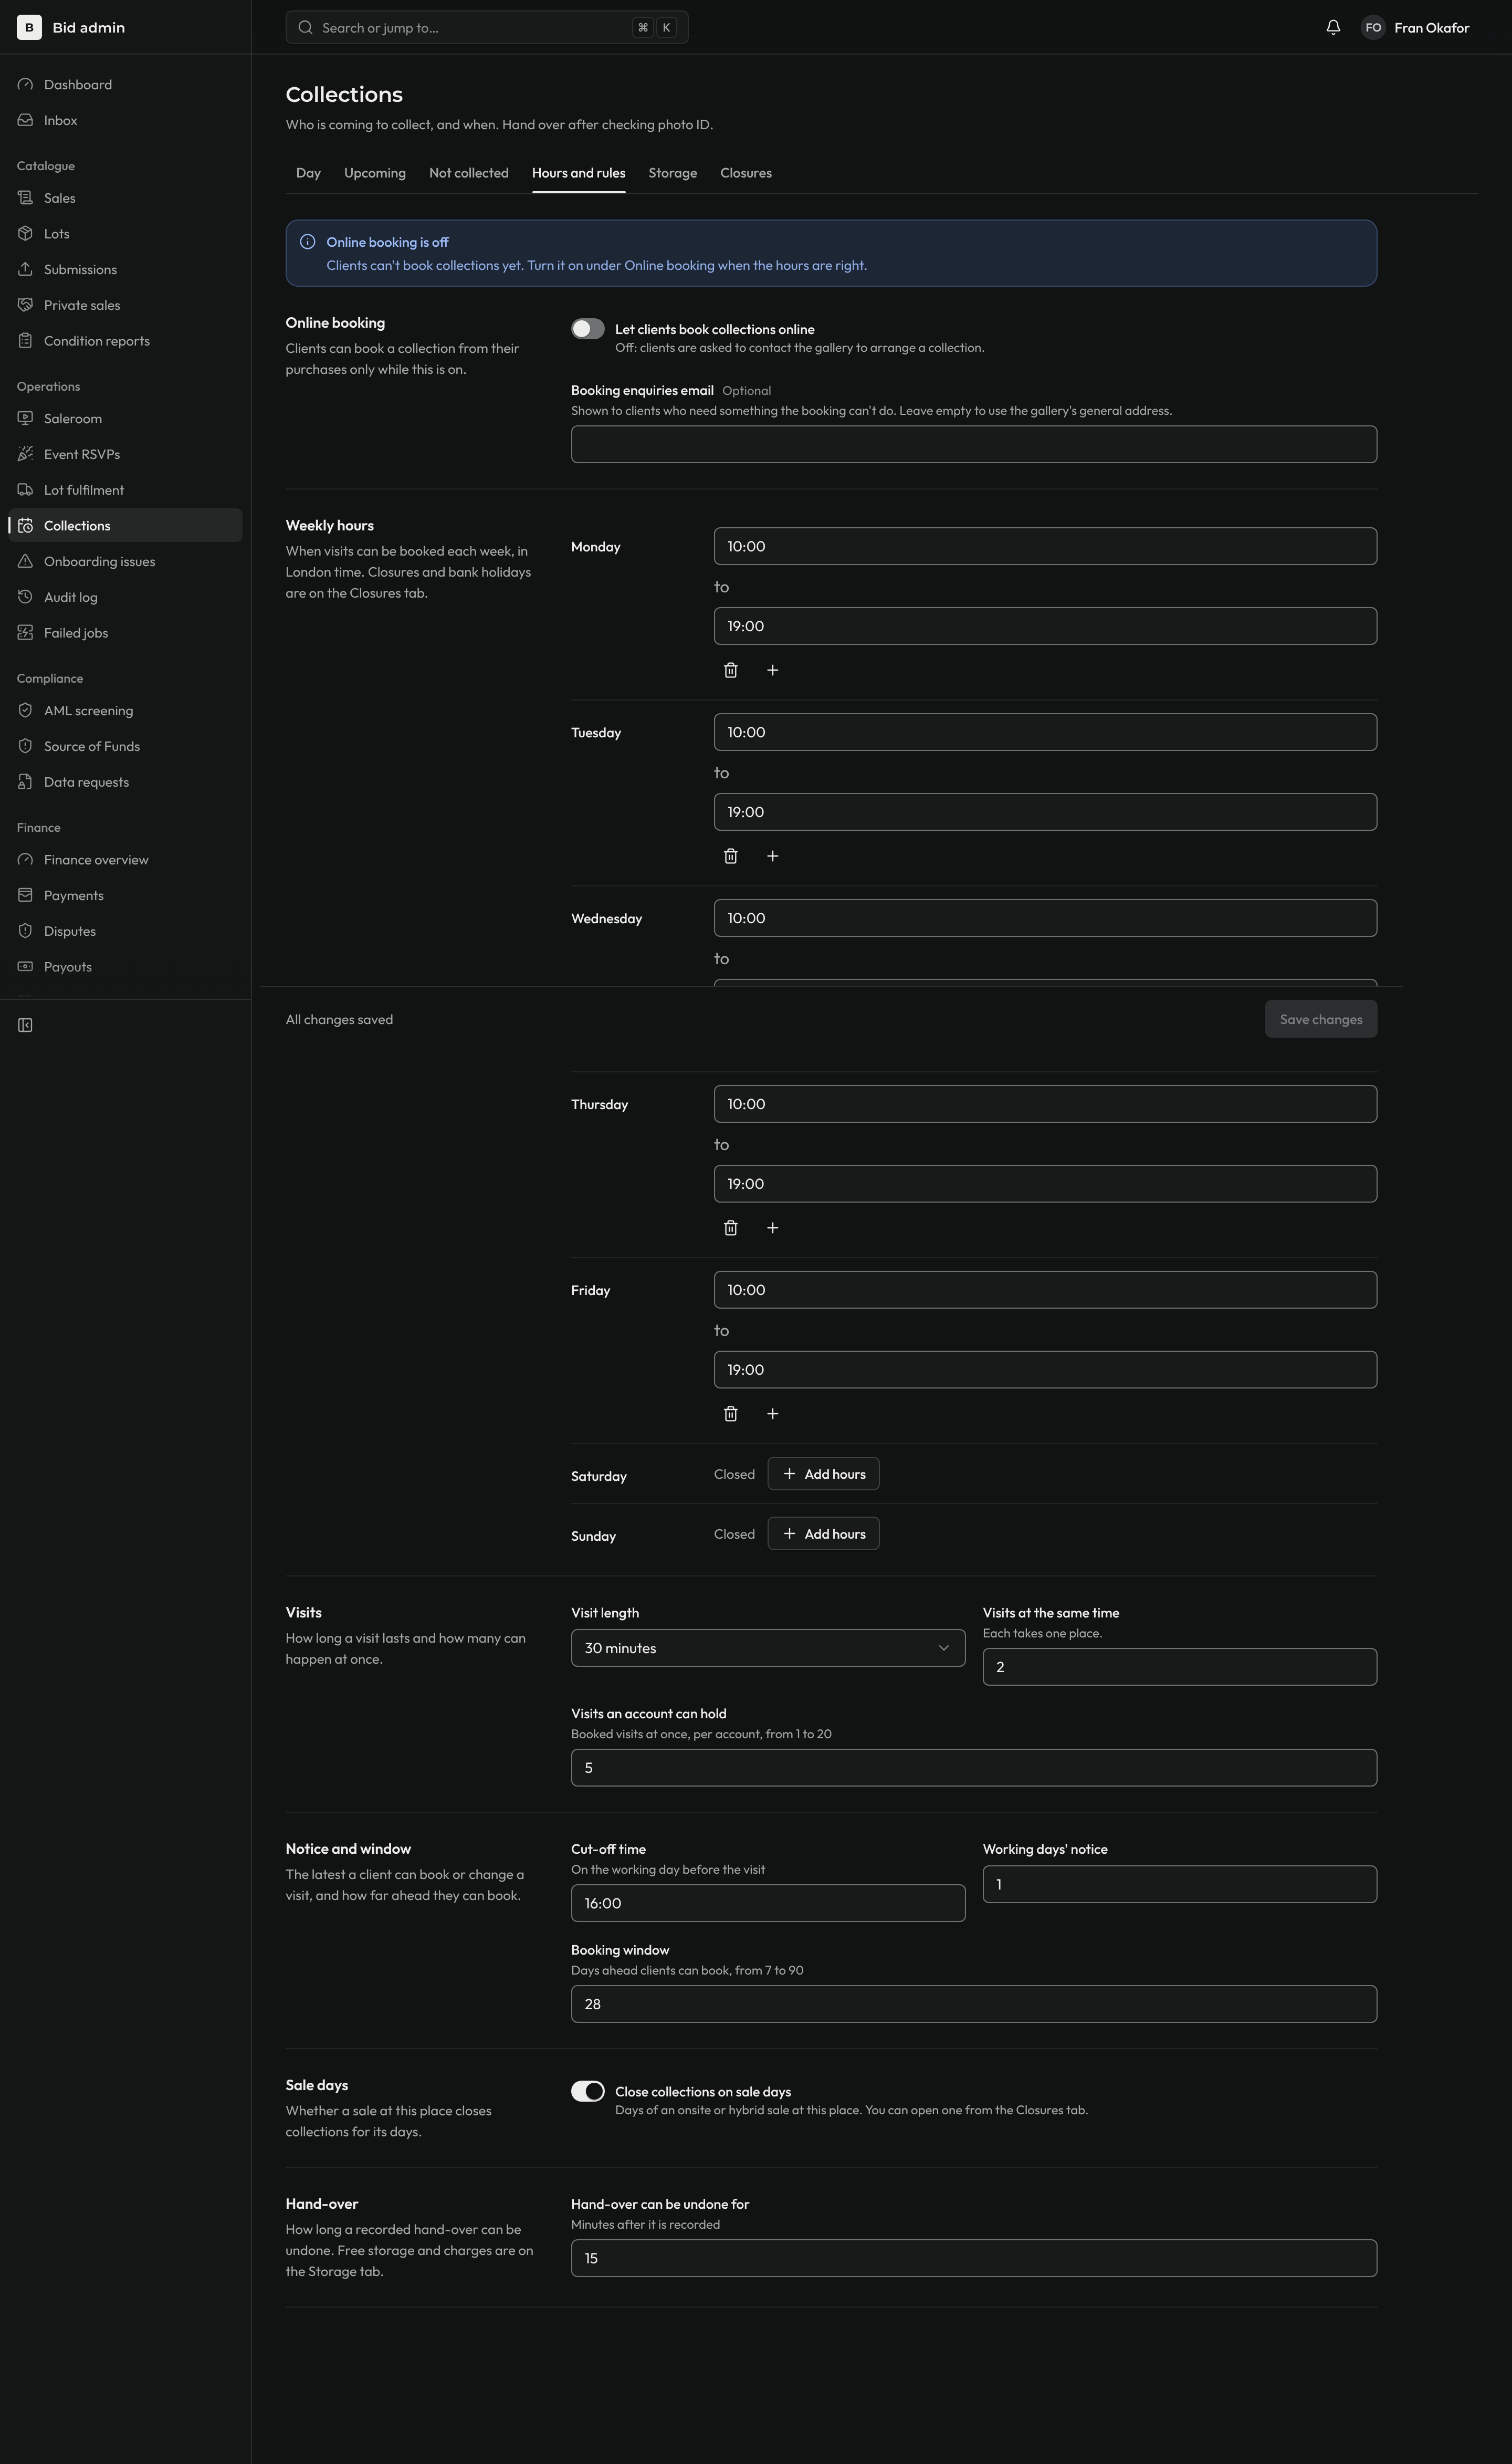 B Bid admin
Search or jump to...
⌘ K
FO Fran Okafor
Dashboard
Inbox
Catalogue
Sales
Lots
Submissions
Private sales
Condition reports
Operations
Saleroom
Event RSVPs
Lot fulfilment
Collections
Onboarding issues
Audit log
Failed jobs
Compliance
AML screening
Source of Funds
Data requests
Finance
Finance overview
Payments
Disputes
Payouts
Collections
Who is coming to collect, and when. Hand over after checking photo ID.
Day Upcoming Not collected Hours and rules Storage Closures
Online booking is off
Clients can't book collections yet. Turn it on under Online booking when the hours are right.
Online booking
Clients can book a collection from their
purchases only while this is on.
Let clients book collections online
Off: clients are asked to contact the gallery to arrange a collection.
Booking enquiries email Optional
Shown to clients who need something the booking can't do. Leave empty to use the gallery's general address.
Weekly hours
When visits can be booked each week, in
London time. Closures and bank holidays
are on the Closures tab.
Monday 10:00
to
19:00
Tuesday 10:00
to
19:00
Wednesday 10:00
to
All changes saved Save changes
Thursday 10:00
to
19:00
Friday 10:00
to
19:00
Saturday Closed Add hours
Sunday Closed Add hours
Visits
How long a visit lasts and how many can
happen at once.
Visit length
30 minutes
Visits at the same time
Each takes one place.
2
Visits an account can hold
Booked visits at once, per account, from 1 to 20
5
Notice and window
The latest a client can book or change a
visit, and how far ahead they can book.
Cut-off time
On the working day before the visit
16:00
Working days' notice
1
Booking window
Days ahead clients can book, from 7 to 90
28
Sale days
Whether a sale at this place closes
collections for its days.
Close collections on sale days
Days of an onsite or hybrid sale at this place. You can open one from the Closures tab.
Hand-over
How long a recorded hand-over can be
undone. Free storage and charges are on
the Storage tab.
Hand-over can be undone for
Minutes after it is recorded
15